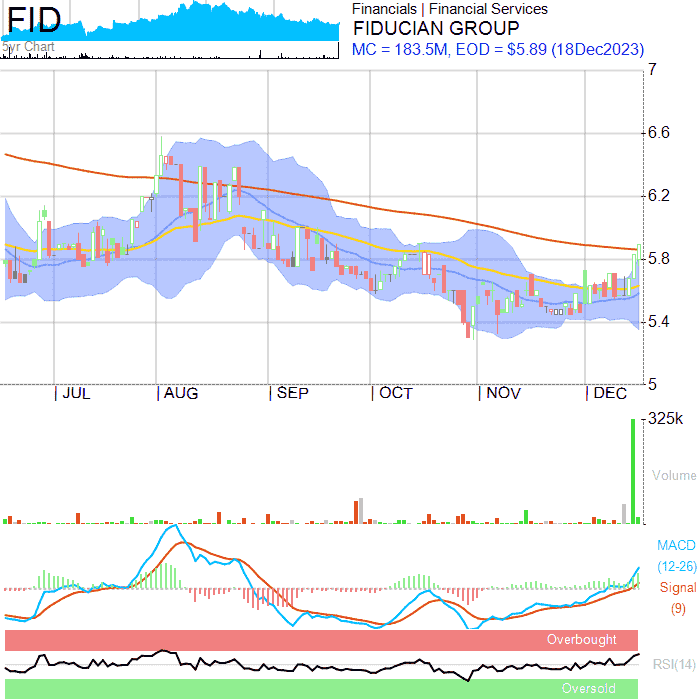 FID
5yr Chart
Financials | Financial Services
FIDUCIAN GROUP
MC = 183.5M, EOD = $5.89 (18Dec2023)
7
6.6
6.2
5.8
5.4
5
| JUL | AUG | SEP | OCT | NOV | DEC
325k
Volume
MACD
(12-26)
Signal
(9)
Overbought
RSI(14)
Oversold